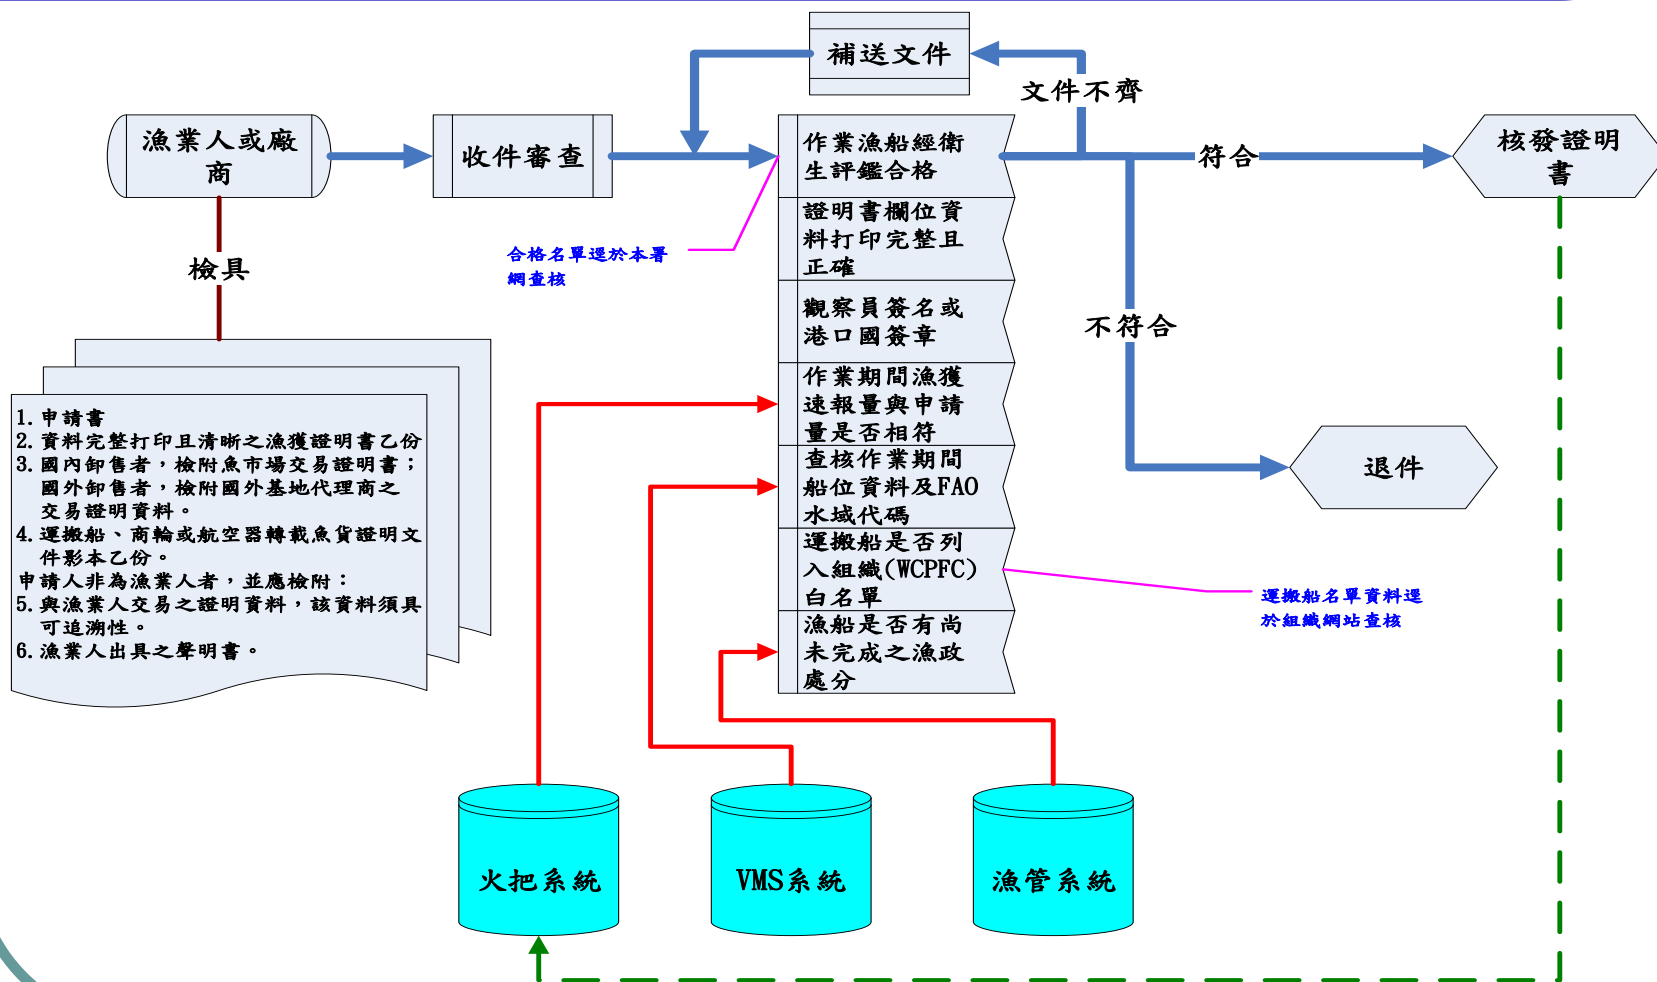 補送文件
文件不齊
漁業人或廠
商
收件審查
作業漁船經衛
生評鑑合格
符合
核發證明
書
證明書欄位資
料打印完整且
正確
檢具
合格名單逕於本署
網查核
觀察員簽名或
港口國簽章
不符合
作業期間漁獲
速報量與申請
量是否相符
1. 申請書
2. 資料完整打印且清晰之漁獲證明書乙份
3. 國內卸售者，檢附魚市場交易證明書；
國外卸售者，檢附國外基地代理商之
交易證明資料。
4. 運搬船、商輪或航空器轉載魚貨證明文
件影本乙份。
申請人非為漁業人者，並應檢附：
5. 與漁業人交易之證明資料，該資料須具
可追溯性。
6. 漁業人出具之聲明書。
查核作業期間
船位資料及FAO
水域代碼
退件
運搬船是否列
入組織(WCPFC)
白名單
運搬船名單資料逕
於組織網站查核
漁船是否有尚
未完成之漁政
處分
火把系統
VMS系統
漁管系統